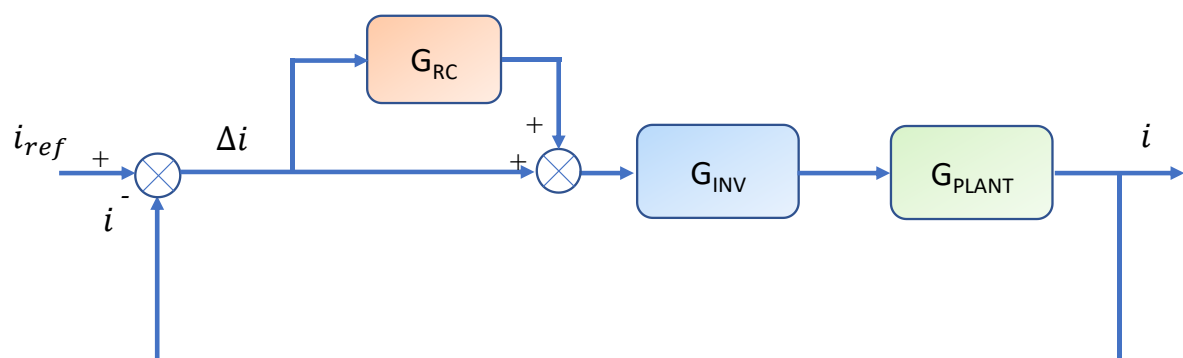 G_RC
i_ref
+
Δi
+
+
i
-
i
G_INV
G_PLANT